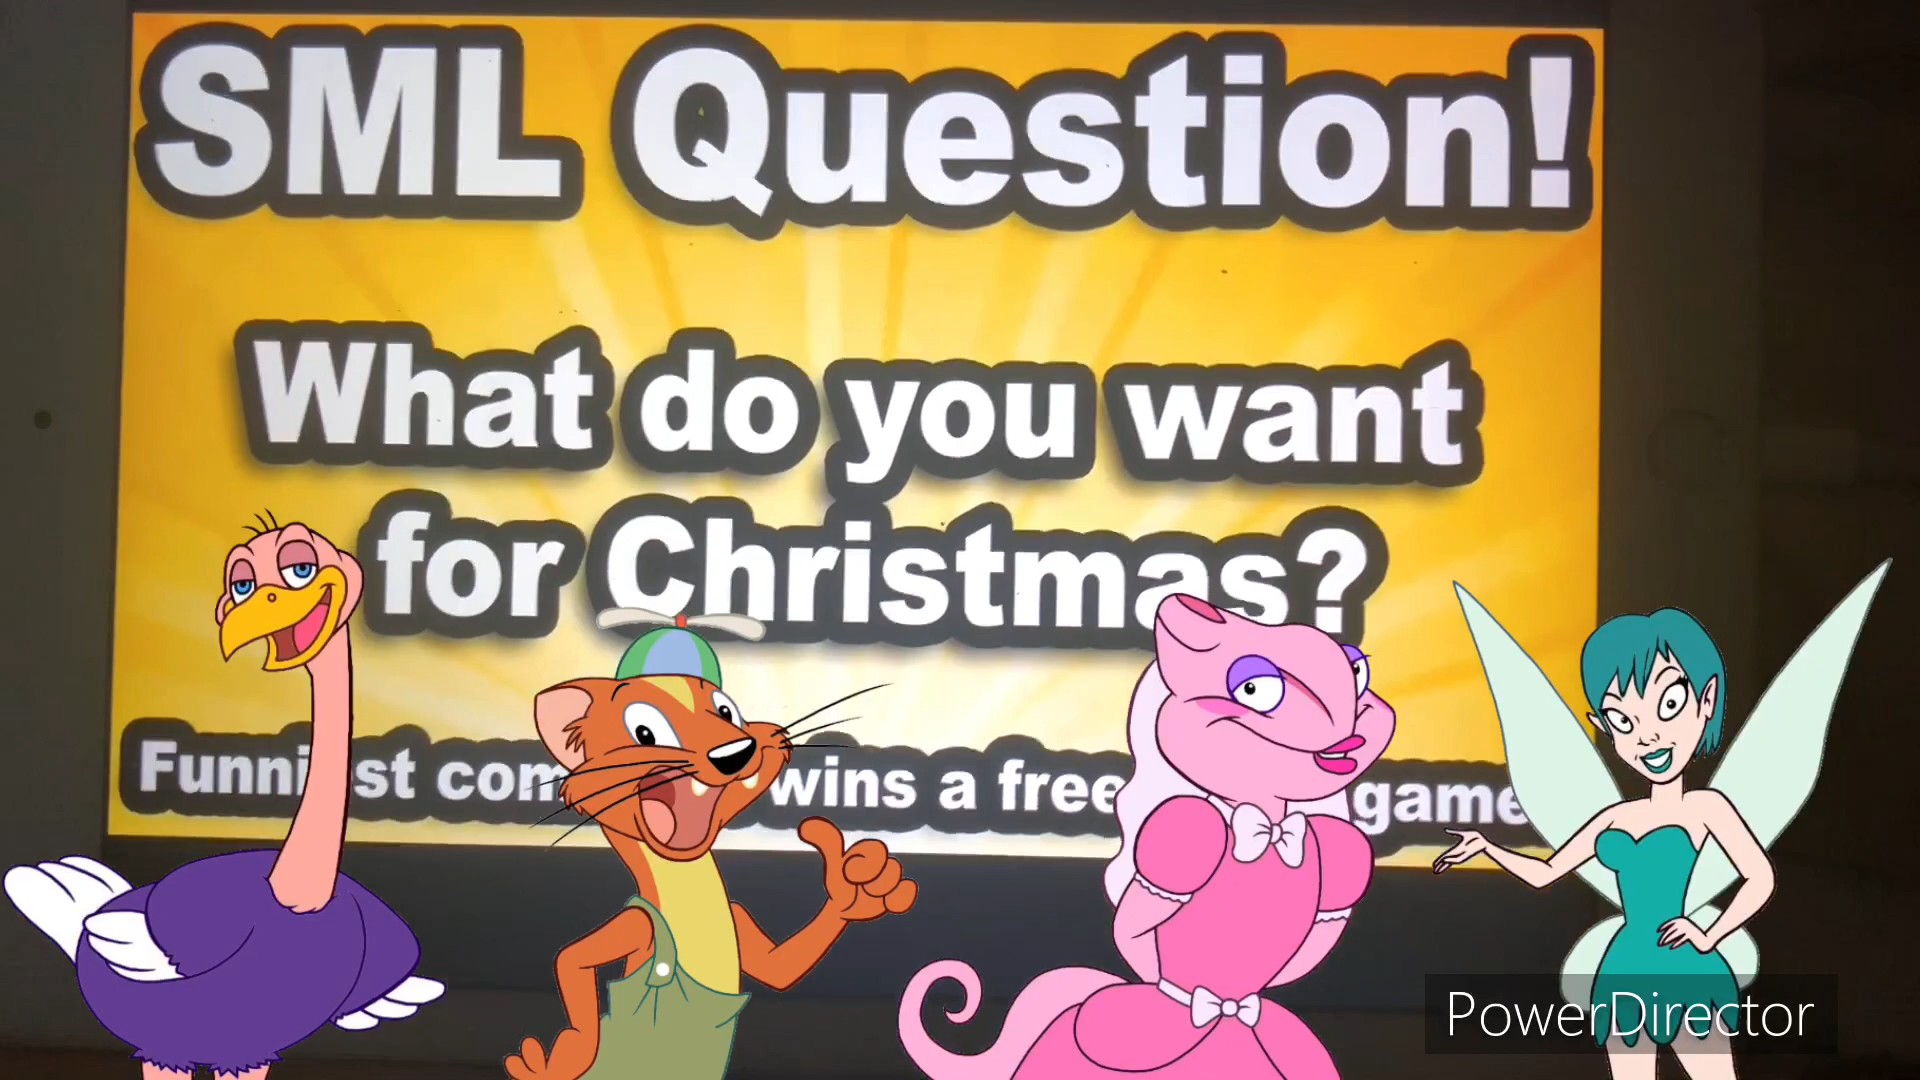 SML Question!
What do you want
for Christmas?
wins a free game
PowerDirector